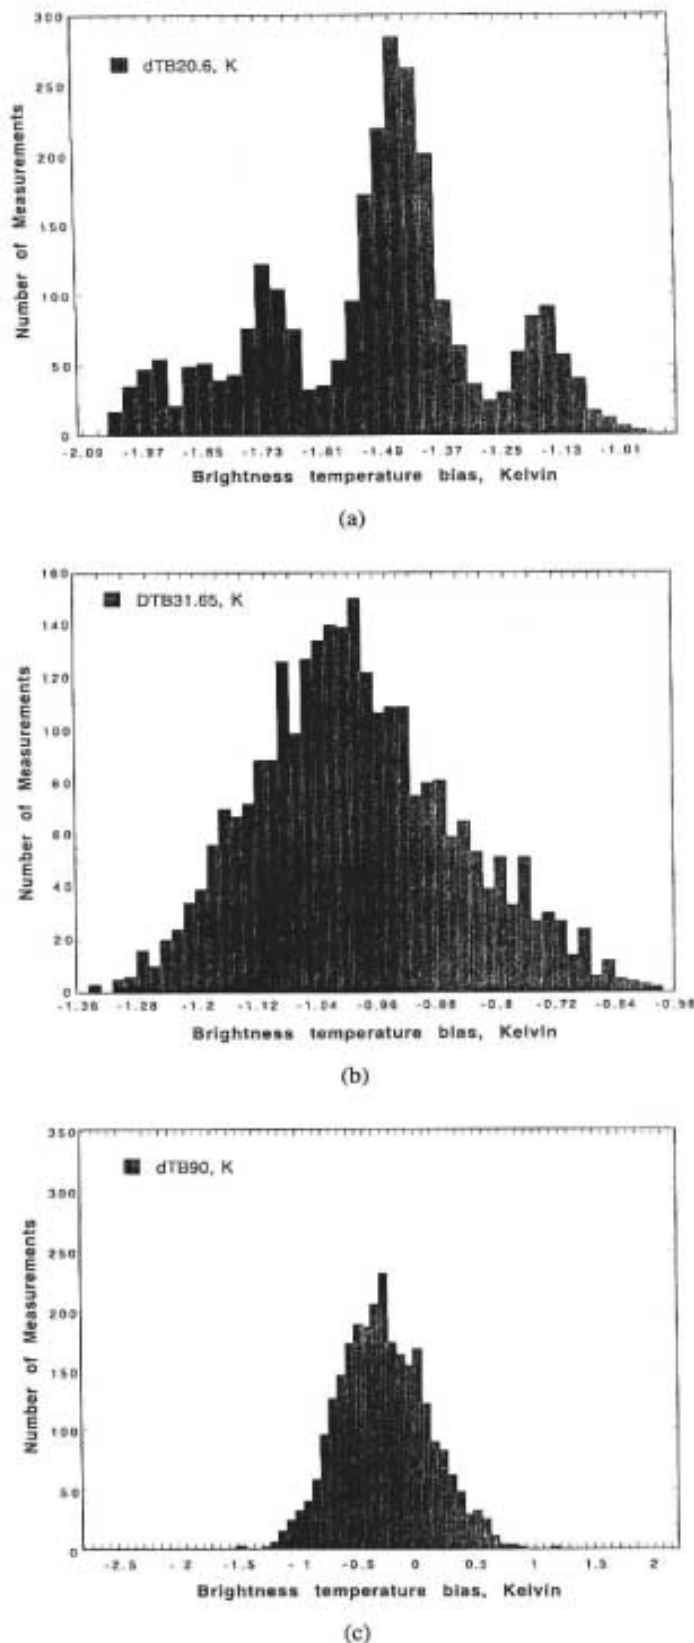 300
250
200
150
100
50
0
dTB20.6, K
Number of Measurements
-2.09 -1.97 -1.85 -1.73 -1.61 -1.49 -1.37 -1.25 -1.13 -1.01
Brightness temperature bias, Kelvin
(a)
160
140
120
100
80
60
40
20
0
DTB31.65, K
Number of Measurements
-1.36 -1.28 -1.2 -1.12 -1.04 -0.96 -0.88 -0.8 -0.72 -0.64 -0.56
Brightness temperature bias, Kelvin
(b)
350
300
250
200
150
100
50
0
dTB90, K
Number of Measurements
-2.5 -2 -1.5 -1 -0.5 0 0.5 1 1.5 2
Brightness temperature bias, Kelvin
(c)